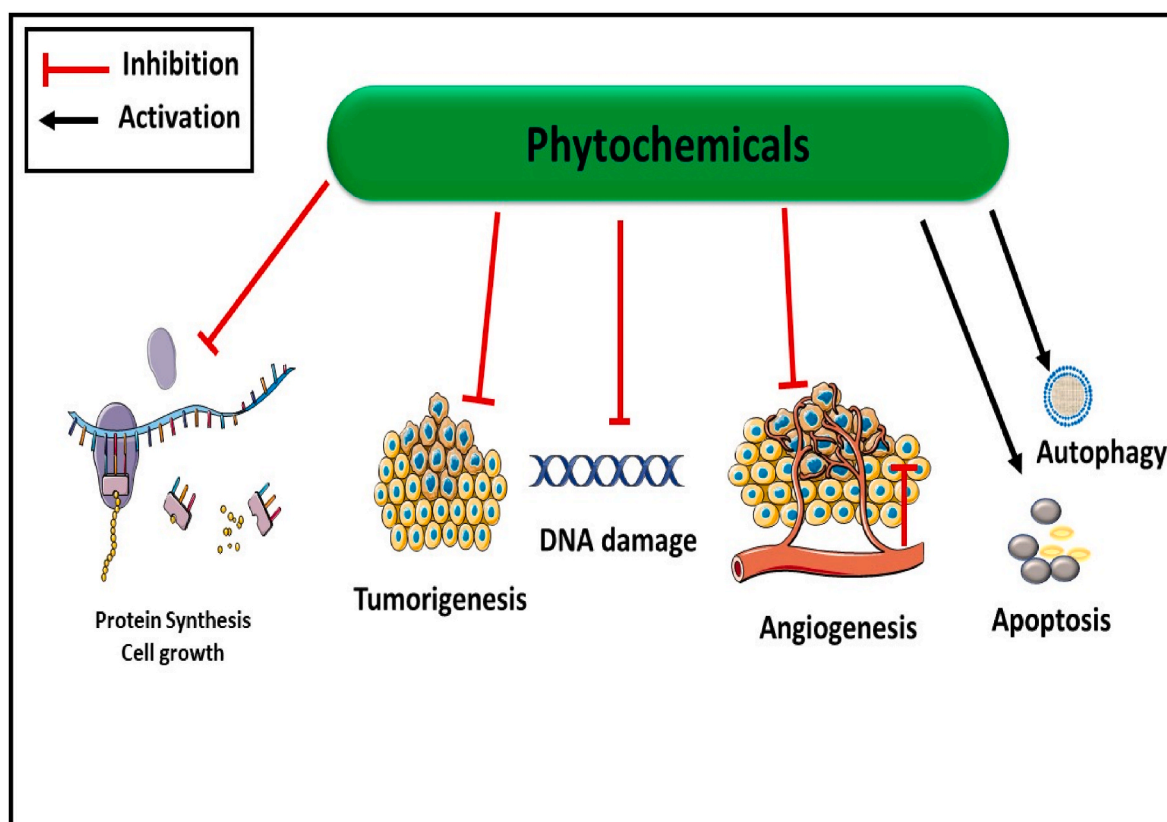 Inhibition
Activation
Phytochemicals
Autophagy
DNA damage
Tumorigenesis
Angiogenesis
Apoptosis
Protein Synthesis
Cell growth